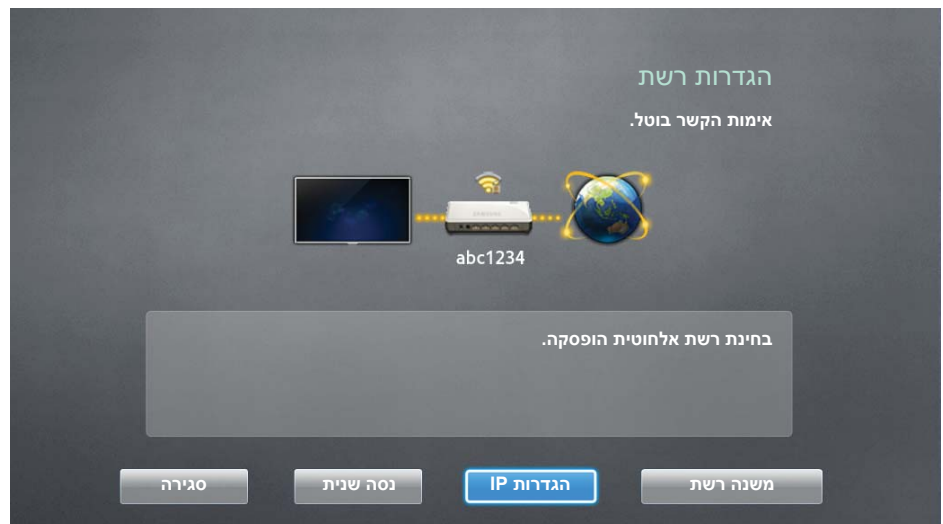 הגדרות רשת
אימות הקשר בוטל.
abc1234
בחינת רשת אלחוטית הופסקה.
משנה רשת
הגדרות IP
נסה שנית
סגירה